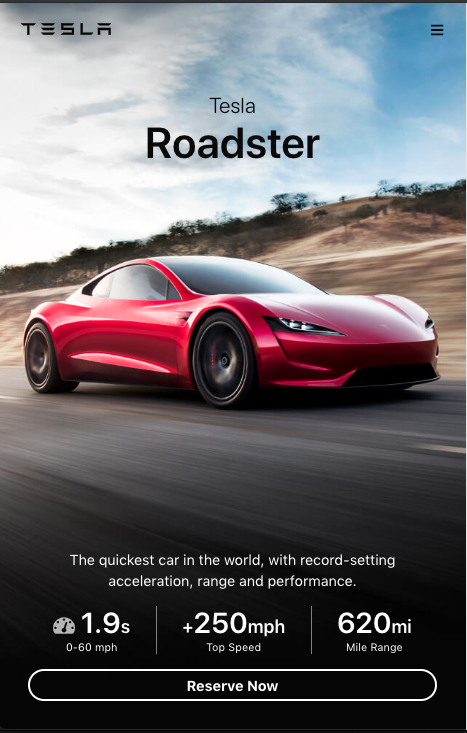 TESLA
Tesla
Roadster
The quickest car in the world, with record-setting
acceleration, range and performance.
1.9s +250mph 620mi
0-60 mph Top Speed Mile Range
Reserve Now